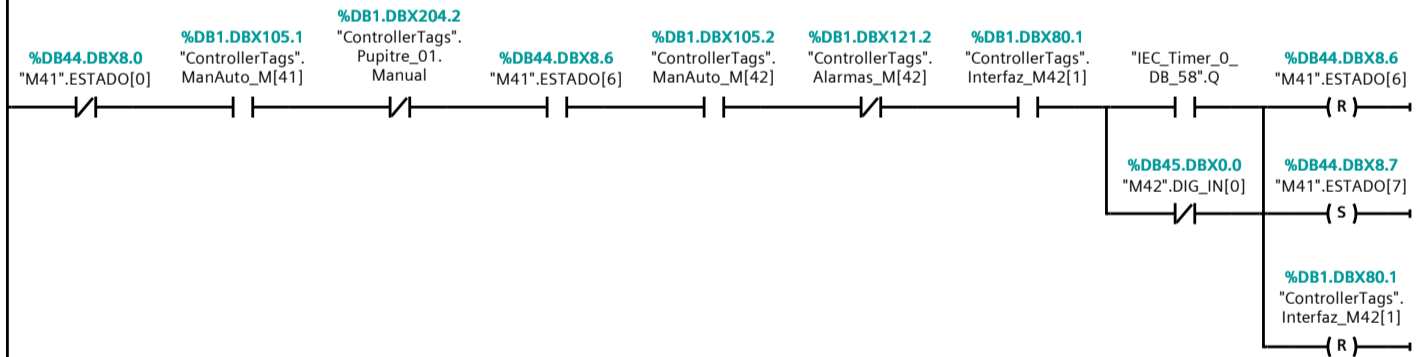 %DB44.DBX8.0
"M41".ESTADO[0]
%DB1.DBX105.1
"ControllerTags".
ManAuto_M[41]
%DB1.DBX204.2
"ControllerTags".
Pupitre_01.
Manual
%DB44.DBX8.6
"M41".ESTADO[6]
%DB1.DBX105.2
"ControllerTags".
ManAuto_M[42]
%DB1.DBX121.2
"ControllerTags".
Alarmas_M[42]
%DB1.DBX80.1
"ControllerTags".
Interfaz_M42[1]
"IEC_Timer_0_
DB_58".Q
%DB44.DBX8.6
"M41".ESTADO[6]
R
%DB45.DBX0.0
"M42".DIG_IN[0]
%DB44.DBX8.7
"M41".ESTADO[7]
S
%DB1.DBX80.1
"ControllerTags".
Interfaz_M42[1]
R